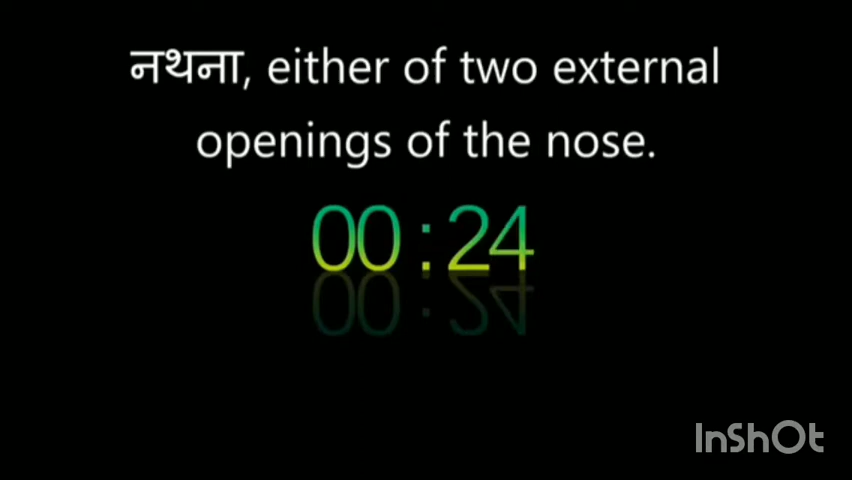 नथना, either of two external
openings of the nose.
00:24
InShOt